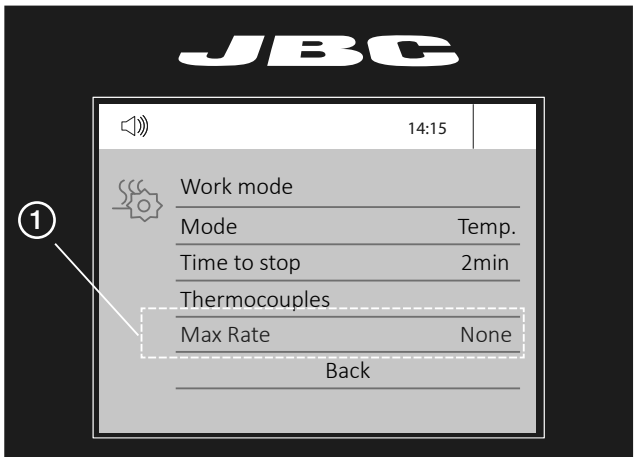 JBC
14:15
Work mode
Mode Temp.
Time to stop 2min
Thermocouples
1
Max Rate None
Back